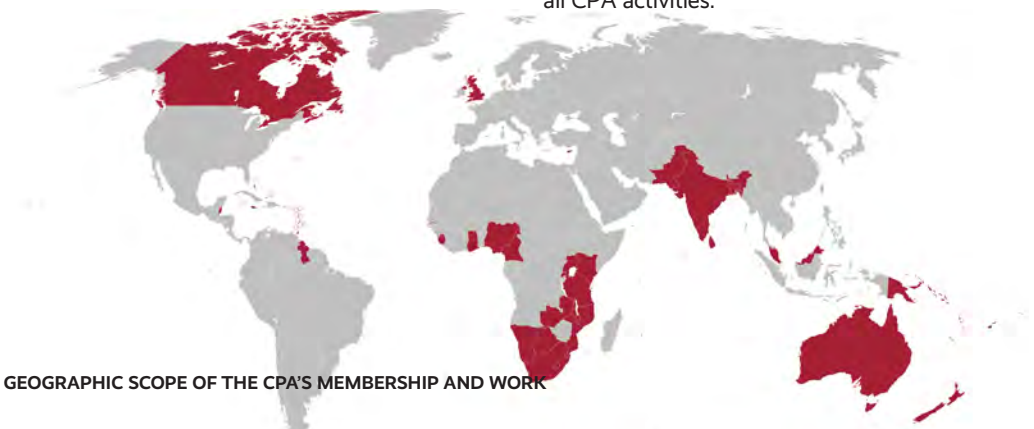 all CPA activities.
GEOGRAPHIC SCOPE OF THE CPA'S MEMBERSHIP AND WORK